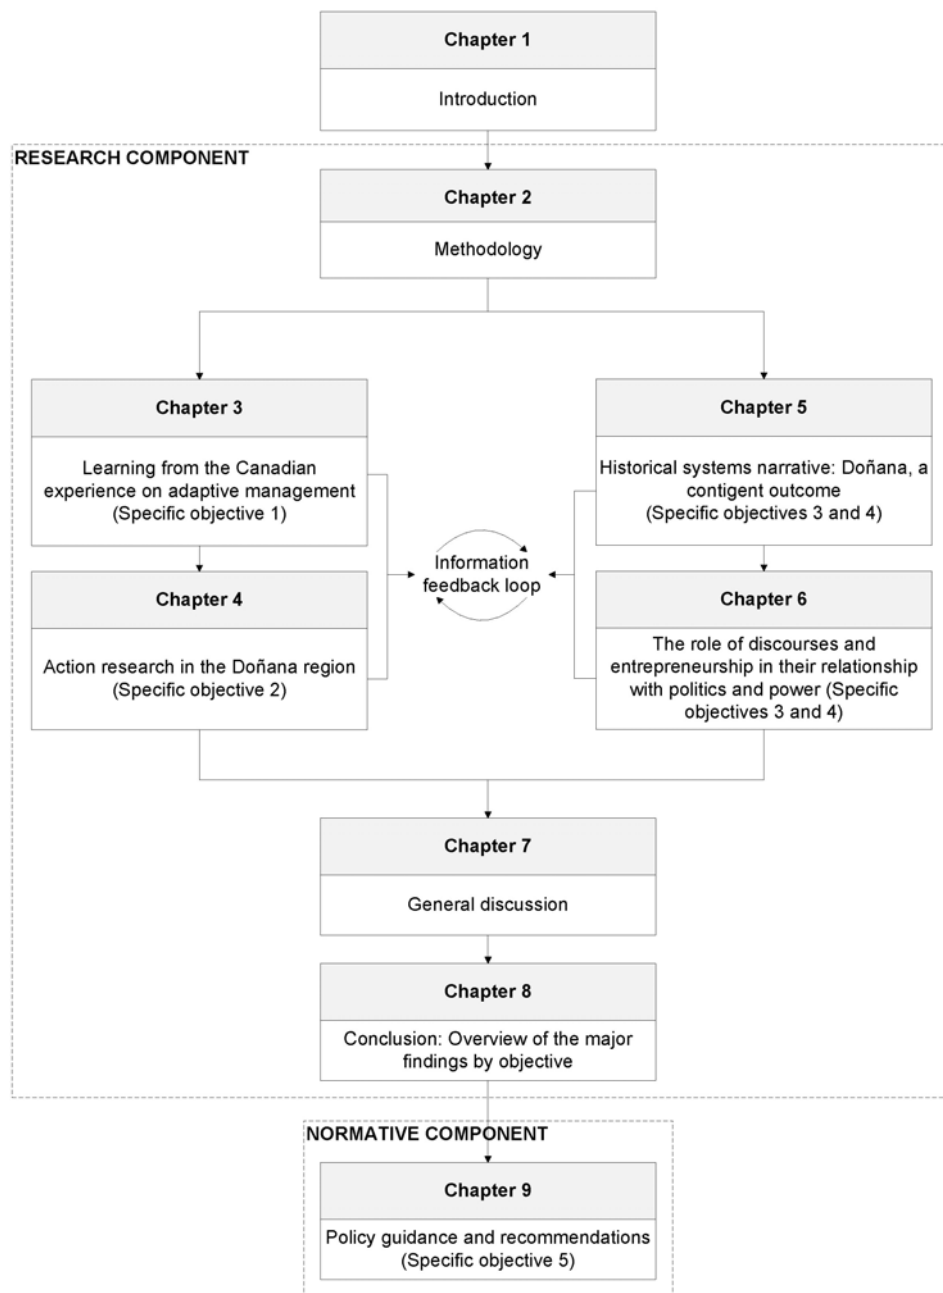 Chapter 1
Introduction
RESEARCH COMPONENT
Chapter 2
Methodology
Chapter 3
Learning from the Canadian
experience on adaptive management
(Specific objective 1)
Chapter 4
Action research in the Doñana region
(Specific objective 2)
Information
feedback loop
Chapter 5
Historical systems narrative: Doñana, a
contigent outcome
(Specific objectives 3 and 4)
Chapter 6
The role of discourses and
entrepreneurship in their relationship
with politics and power (Specific
objectives 3 and 4)
Chapter 7
General discussion
Chapter 8
Conclusion: Overview of the major
findings by objective
NORMATIVE COMPONENT
Chapter 9
Policy guidance and recommendations
(Specific objective 5)